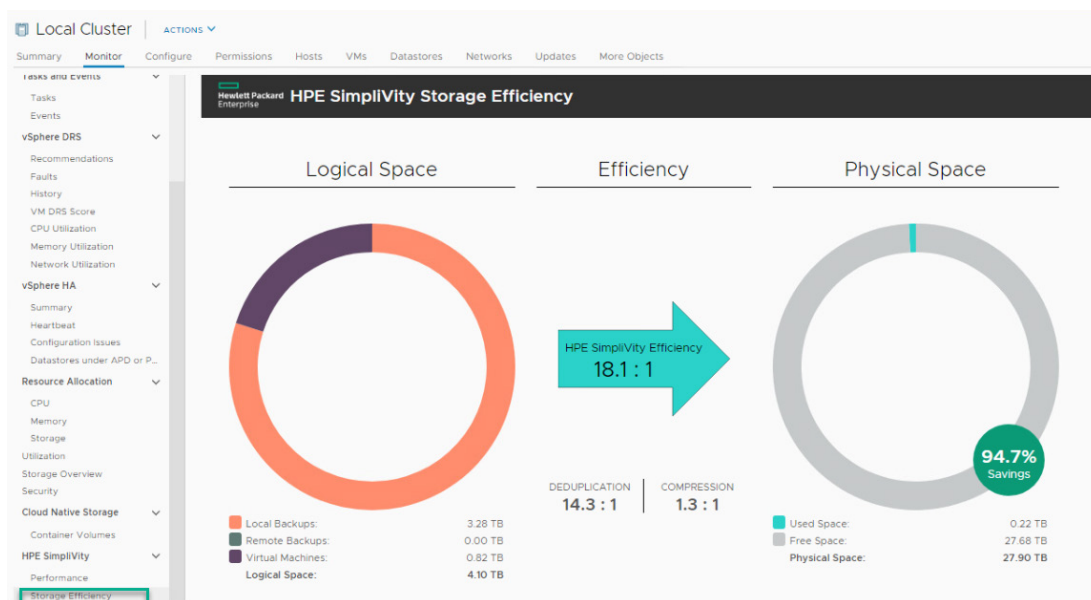 Local Cluster ACTIONS
Summary Monitor Configure Permissions Hosts VMs Datastores Networks Updates More Objects
Tasks and Events
Tasks
Events
vSphere DRS
Recommendations
Faults
History
VM DRS Score
CPU Utilization
Memory Utilization
Network Utilization
vSphere HA
Summary
Heartbeat
Configuration Issues
Datastores under APD or P...
Resource Allocation
CPU
Memory
Storage
Utilization
Storage Overview
Security
Cloud Native Storage
Container Volumes
HPE SimpliVity
Performance
Storage Efficiency
Hewlett Packard
Enterprise
HPE SimpliVity Storage Efficiency
Logical Space
Local Backups: 3.28 TB
Remote Backups: 0.00 TB
Virtual Machines: 0.82 TB
Logical Space: 4.10 TB
Efficiency
HPE SimpliVity Efficiency
18.1 : 1
DEDUPLICATION COMPRESSION
14.3 : 1 1.3 : 1
Physical Space
94.7%
Savings
Used Space: 0.22 TB
Free Space: 27.68 TB
Physical Space: 27.90 TB